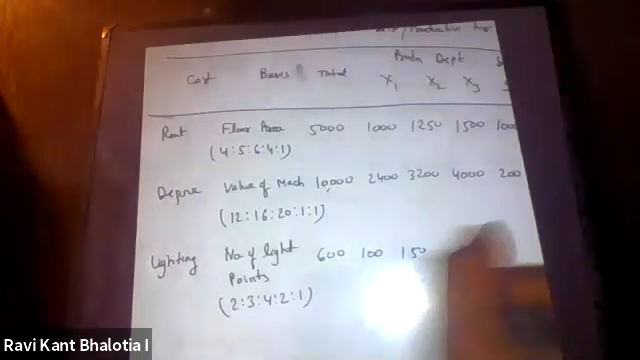 Prodn Dept
Cost Basis Total X1 X2 X3
Rent Floor Area 5000 1000 1250 1500 100
(4:5:6:4:1)
Depre Value of Mach 10,000 2400 3200 4000 200
(12:16:20:1:1)
Lighting No of light 600 100 150
Points
(2:3:4:2:1)
Ravi Kant Bhalotia I